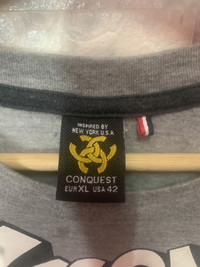 INSPIRED BY
NEW YORK U.S.A
CONQUEST
EUR XL USA 42